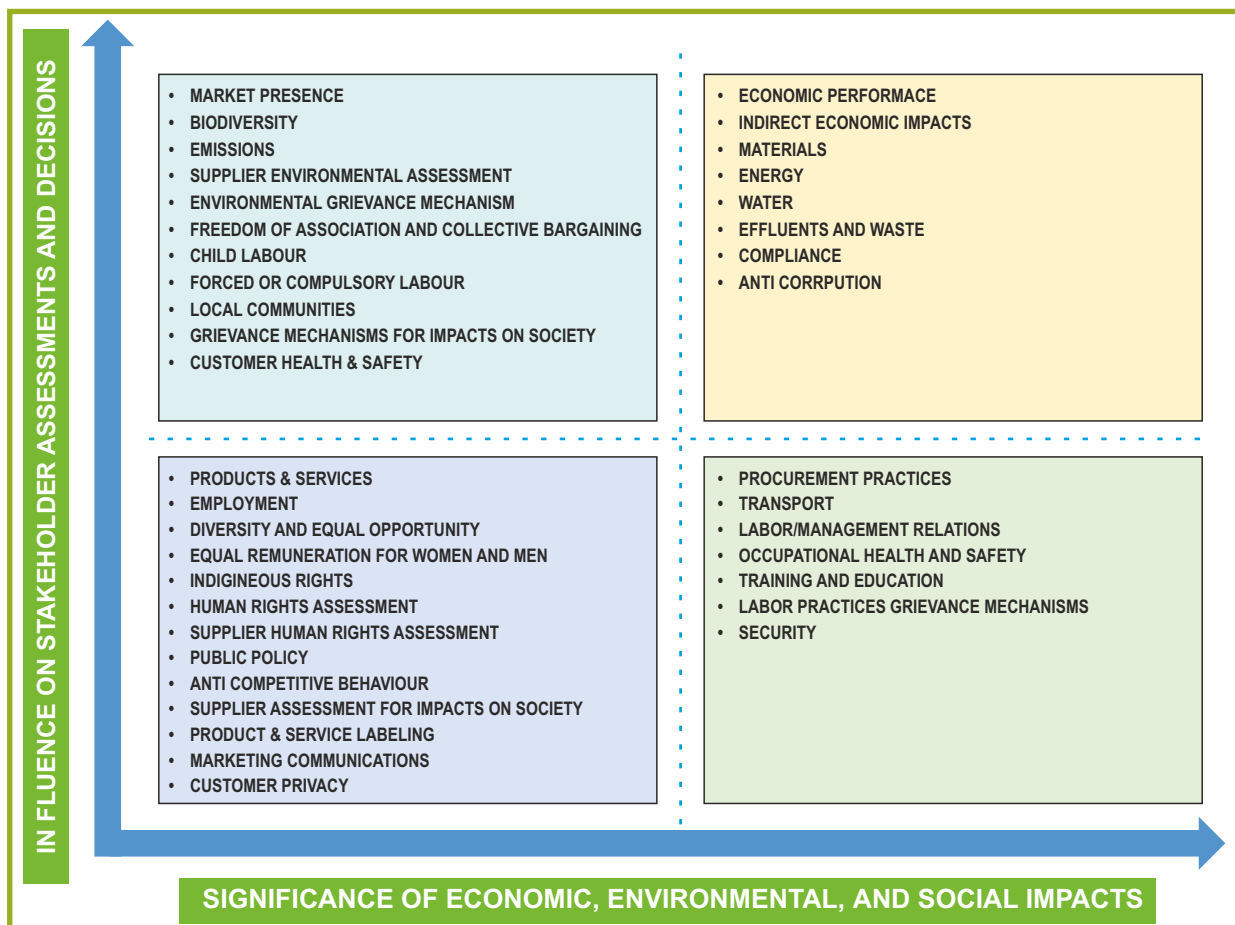 IN FLUENCE ON STAKEHOLDER ASSESSMENTS AND DECISIONS
• MARKET PRESENCE
• BIODIVERSITY
• EMISSIONS
• SUPPLIER ENVIRONMENTAL ASSESSMENT
• ENVIRONMENTAL GRIEVANCE MECHANISM
• FREEDOM OF ASSOCIATION AND COLLECTIVE BARGAINING
• CHILD LABOUR
• FORCED OR COMPULSORY LABOUR
• LOCAL COMMUNITIES
• GRIEVANCE MECHANISMS FOR IMPACTS ON SOCIETY
• CUSTOMER HEALTH & SAFETY
• ECONOMIC PERFORMACE
• INDIRECT ECONOMIC IMPACTS
• MATERIALS
• ENERGY
• WATER
• EFFLUENTS AND WASTE
• COMPLIANCE
• ANTI CORRPUTION
• PRODUCTS & SERVICES
• EMPLOYMENT
• DIVERSITY AND EQUAL OPPORTUNITY
• EQUAL REMUNERATION FOR WOMEN AND MEN
• INDIGINEOUS RIGHTS
• HUMAN RIGHTS ASSESSMENT
• SUPPLIER HUMAN RIGHTS ASSESSMENT
• PUBLIC POLICY
• ANTI COMPETITIVE BEHAVIOUR
• SUPPLIER ASSESSMENT FOR IMPACTS ON SOCIETY
• PRODUCT & SERVICE LABELING
• MARKETING COMMUNICATIONS
• CUSTOMER PRIVACY
• PROCUREMENT PRACTICES
• TRANSPORT
• LABOR/MANAGEMENT RELATIONS
• OCCUPATIONAL HEALTH AND SAFETY
• TRAINING AND EDUCATION
• LABOR PRACTICES GRIEVANCE MECHANISMS
• SECURITY
SIGNIFICANCE OF ECONOMIC, ENVIRONMENTAL, AND SOCIAL IMPACTS